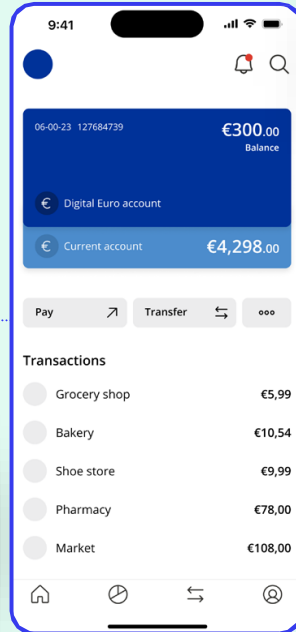 9:41
06-00-23 127684739
€300.00
Balance
€ Digital Euro account
€ Current account €4,298.00
Pay Transfer
Transactions
Grocery shop €5,99
Bakery €10,54
Shoe store €9,99
Pharmacy €78,00
Market €108,00